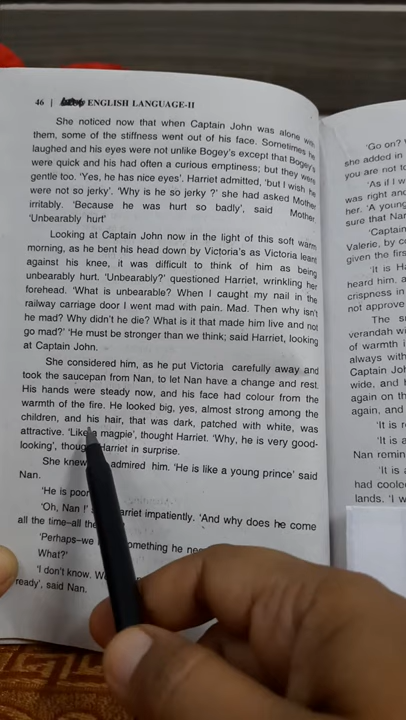 46 | ENGLISH LANGUAGE-II
She noticed now that when Captain John was alone with
them, some of the stiffness went out of his face. Sometimes he
laughed and his eyes were not unlike Bogey's except that Bogey's
were quick and his had often a curious emptiness; but they were
gentle too. 'Yes, he has nice eyes'. Harriet admitted, 'but I wish he
were not so jerky'. 'Why is he so jerky ?' she had asked Mother
irritably. 'Because he was hurt so badly', said Mother.
'Unbearably hurt'
Looking at Captain John now in the light of this soft warm
morning, as he bent his head down by Victoria's as Victoria leant
against his knee, it was difficult to think of him as being
unbearably hurt. 'Unbearably?' questioned Harriet, wrinkling her
forehead. 'What is unbearable? When I caught my nail in the
railway carriage door I went mad with pain. Mad. Then why isn't
he mad? Why didn't he die? What is it that made him live and not
go mad?' 'He must be stronger than we think; said Harriet, looking
at Captain John.
She considered him, as he put Victoria carefully away and
took the saucepan from Nan, to let Nan have a change and rest.
His hands were steady now, and his face had colour from the
warmth of the fire. He looked big, yes, almost strong among the
children, and his hair, that was dark, patched with white, was
attractive. 'Like magpie', thought Harriet. 'Why, he is very good-
looking', Harriet in surprise.
She knew admired him. 'He is like a young prince' said
Nan.
'He is poor
'Oh, Nan !' Harriet impatiently. 'And why does he come
all the time-all the
'Perhaps-we omething he
What?'
'I don't know.
ready', said Nan.
'Go on?
she added in
you are not to
'As if I w
was right and
her. 'A young
sure that Nan
'Captain
Valerie, by c
given the firs
'It is Ha
heard him, a
crispness in
not approve
The s
verandah wi
of warmth i
always with
Captain Joh
wide, and h
again on th
again, and
'It is r
'It is a
Nan remin
'It is a
had coole
lands. 'I w